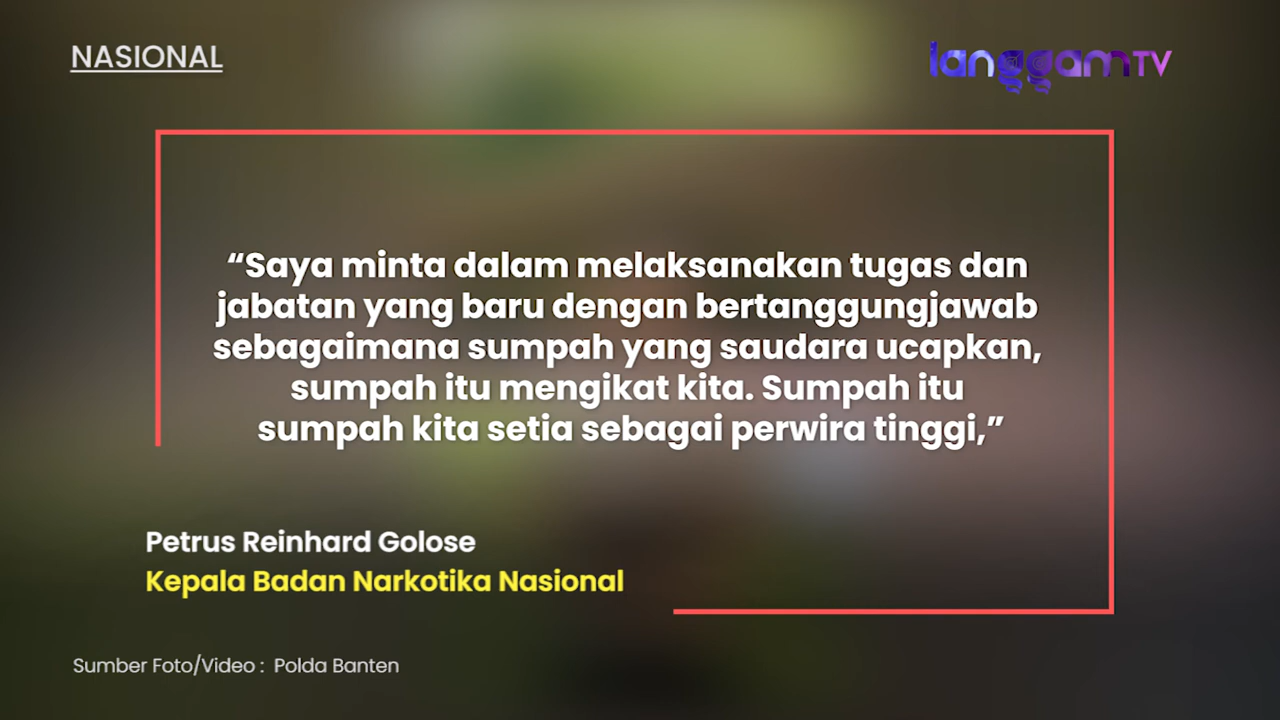 NASIONAL
langgamTV
“Saya minta dalam melaksanakan tugas dan
jabatan yang baru dengan bertanggungjawab
sebagaimana sumpah yang saudara ucapkan,
sumpah itu mengikat kita. Sumpah itu
sumpah kita setia sebagai perwira tinggi,”
Petrus Reinhard Golose
Kepala Badan Narkotika Nasional
Sumber Foto/Video : Polda Banten